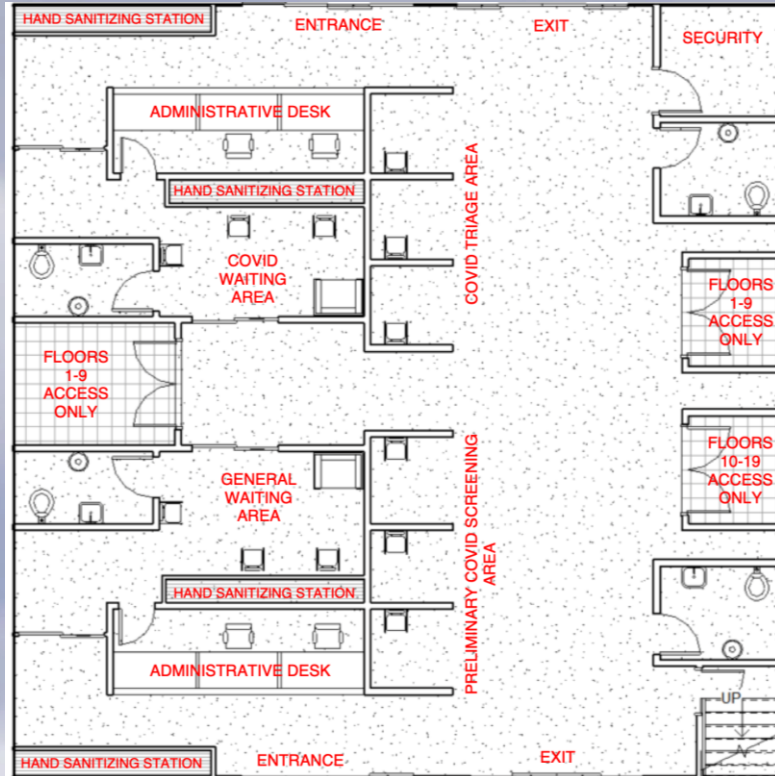 HAND SANITIZING STATION
ENTRANCE
EXIT
SECURITY
ADMINISTRATIVE DESK
HAND SANITIZING STATION
COVID TRIAGE AREA
COVID
WAITING
AREA
FLOORS
1-9
ACCESS
ONLY
FLOORS
1-9
ACCESS
ONLY
FLOORS
10-19
ACCESS
ONLY
GENERAL
WAITING
AREA
PRELIMINARY COVID SCREENING
AREA
HAND SANITIZING STATION
ADMINISTRATIVE DESK
UP
HAND SANITIZING STATION
ENTRANCE
EXIT